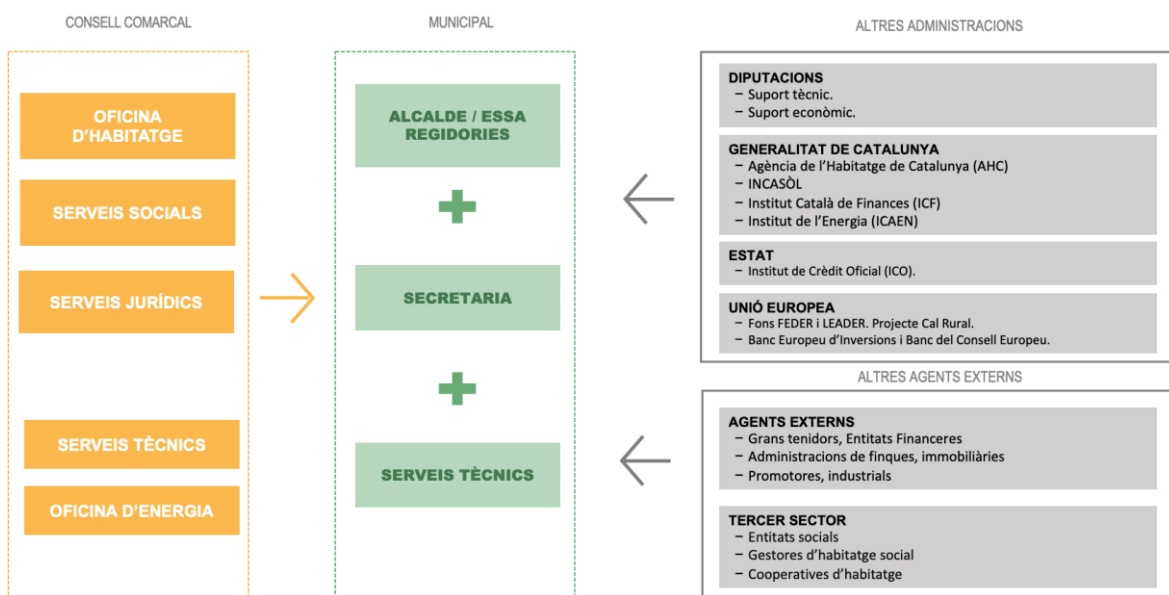 CONSELL COMARCAL
OFICINA
D'HABITATGE
SERVEIS SOCIALS
SERVEIS JURÍDICS
SERVEIS TÈCNICS
OFICINA D'ENERGIA
MUNICIPAL
ALCALDE / ESSA
REGIDORIES
SECRETARIA
SERVEIS TÈCNICS
ALTRES ADMINISTRACIONS
DIPUTACIONS
– Suport tècnic.
– Suport econòmic.
GENERALITAT DE CATALUNYA
– Agència de l'Habitatge de Catalunya (AHC)
– INCASÒL
– Institut Català de Finances (ICF)
– Institut de l'Energia (ICAEN)
ESTAT
– Institut de Crèdit Oficial (ICO).
UNIÓ EUROPEA
– Fons FEDER i LEADER. Projecte Cal Rural.
– Banc Europeu d'Inversions i Banc del Consell Europeu.
ALTRES AGENTS EXTERNS
AGENTS EXTERNS
– Grans tenidors, Entitats Financeres
– Administracions de finques, immobiliàries
– Promotores, industrials
TERCER SECTOR
– Entitats socials
– Gestores d'habitatge social
– Cooperatives d'habitatge